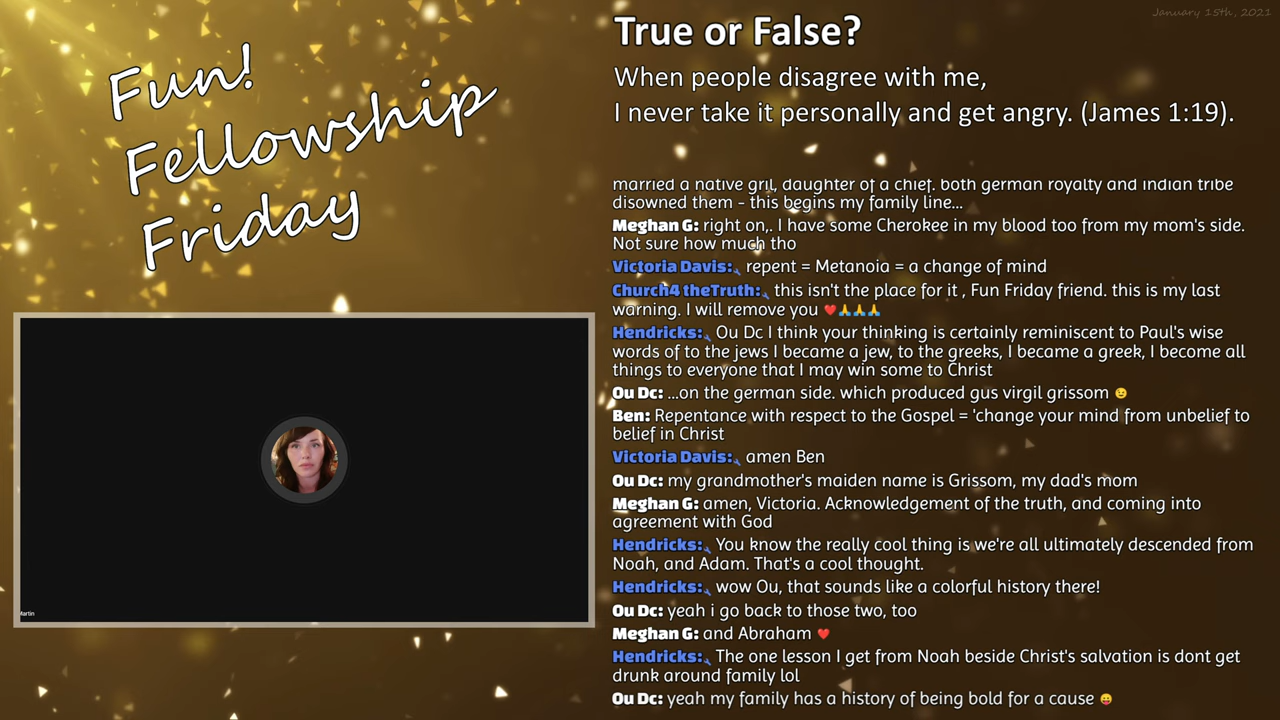 January 15th, 2021
Fun!
Fellowship
Friday
True or False?
When people disagree with me,
I never take it personally and get angry. (James 1:19).
married a native gril, daughter of a chief. both german royalty and indian tribe
disowned them - this begins my family line...
Meghan G: right on,. I have some Cherokee in my blood too from my mom's side.
Not sure how much tho
Victoria Davis: repent = Metanoia = a change of mind
Church4 theTruth: this isn't the place for it , Fun Friday friend. this is my last
warning. I will remove you ❤️🙏🙏🙏
Hendricks: Ou Dc I think your thinking is certainly reminiscent to Paul's wise
words of to the jews I became a jew, to the greeks, I became a greek, I become all
things to everyone that I may win some to Christ
Ou Dc: ...on the german side. which produced gus virgil grissom 😉
Ben: Repentance with respect to the Gospel = 'change your mind from unbelief to
belief in Christ
Victoria Davis: amen Ben
Ou Dc: my grandmother's maiden name is Grissom, my dad's mom
Meghan G: amen, Victoria. Acknowledgement of the truth, and coming into
agreement with God
Hendricks: You know the really cool thing is we're all ultimately descended from
Noah, and Adam. That's a cool thought.
Hendricks: wow Ou, that sounds like a colorful history there!
Ou Dc: yeah i go back to those two, too
Meghan G: and Abraham ❤️
Hendricks: The one lesson I get from Noah beside Christ's salvation is dont get
drunk around family lol
Ou Dc: yeah my family has a history of being bold for a cause 😛
Martin